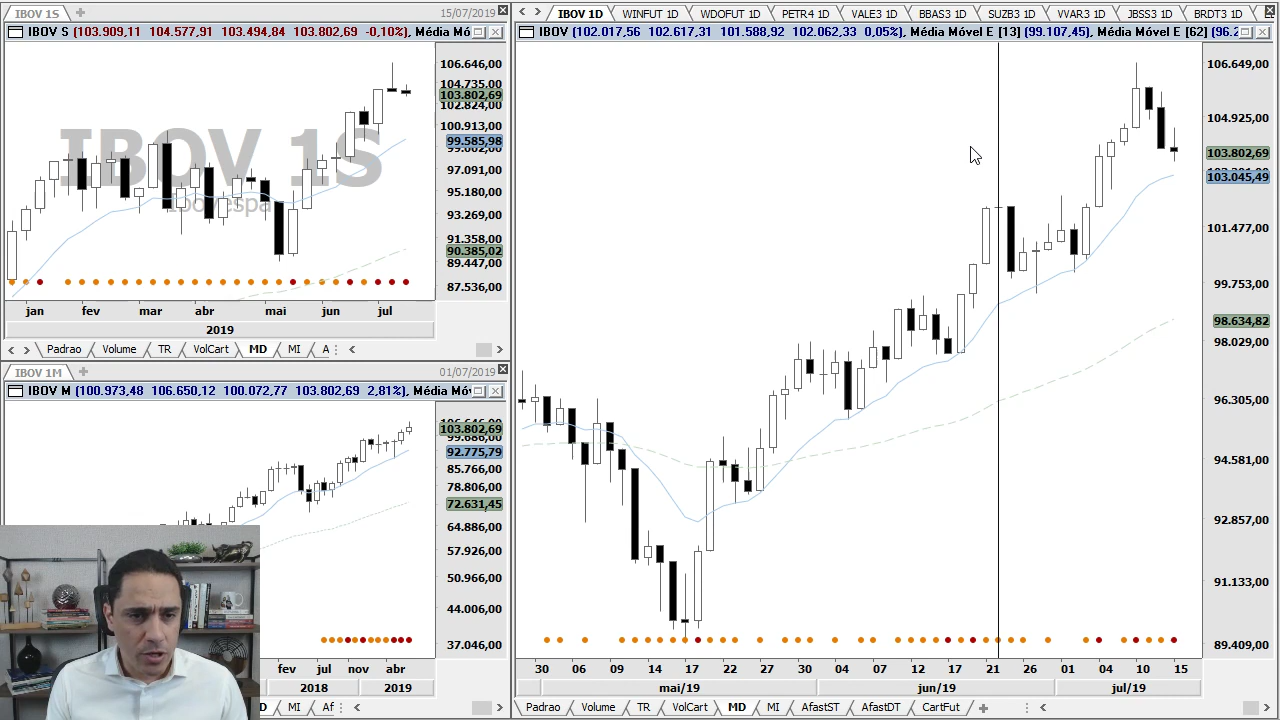 IBOV 1S
15/07/2019
IBOV S (103.909,11 104.577,91 103.494,84 103.802,69 -0,10%), Média Mó
106.646,00
104.735,00
103.802,69
102.824,00
100.913,00
99.585,98
97.091,00
95.180,00
93.269,00
91.358,00
90.385,02
89.447,00
87.536,00
IBOV 1S
Ibovespa
jan fev mar abr mai jun jul
2019
Padrao Volume TR VolCart MD MI A
IBOV 1M
01/07/2019
IBOV M (100.973,48 106.650,12 100.072,77 103.802,69 2,81%), Média Mó
103.802,69
92.775,79
85.766,00
78.806,00
72.631,45
64.886,00
57.926,00
50.966,00
44.006,00
37.046,00
fev jul nov abr
2018 2019
D MI Af
IBOV 1D WINFUT 1D WDOFUT 1D PETR4 1D VALE3 1D BBAS3 1D SUZB3 1D VVAR3 1D JBSS3 1D BRDT3 1D
IBOV (102.017,56 102.617,31 101.588,92 102.062,33 0,05%), Média Móvel E [13] (99.107,45), Média Móvel E [62] (96.2
106.649,00
104.925,00
103.802,69
103.045,49
101.477,00
99.753,00
98.634,82
98.029,00
96.305,00
94.581,00
92.857,00
91.133,00
89.409,00
30 06 09 14 17 22 27 30 04 07 12 17 21 26 01 04 10 15
mai/19 jun/19 jul/19
Padrao Volume TR VolCart MD MI AfastST AfastDT CartFut